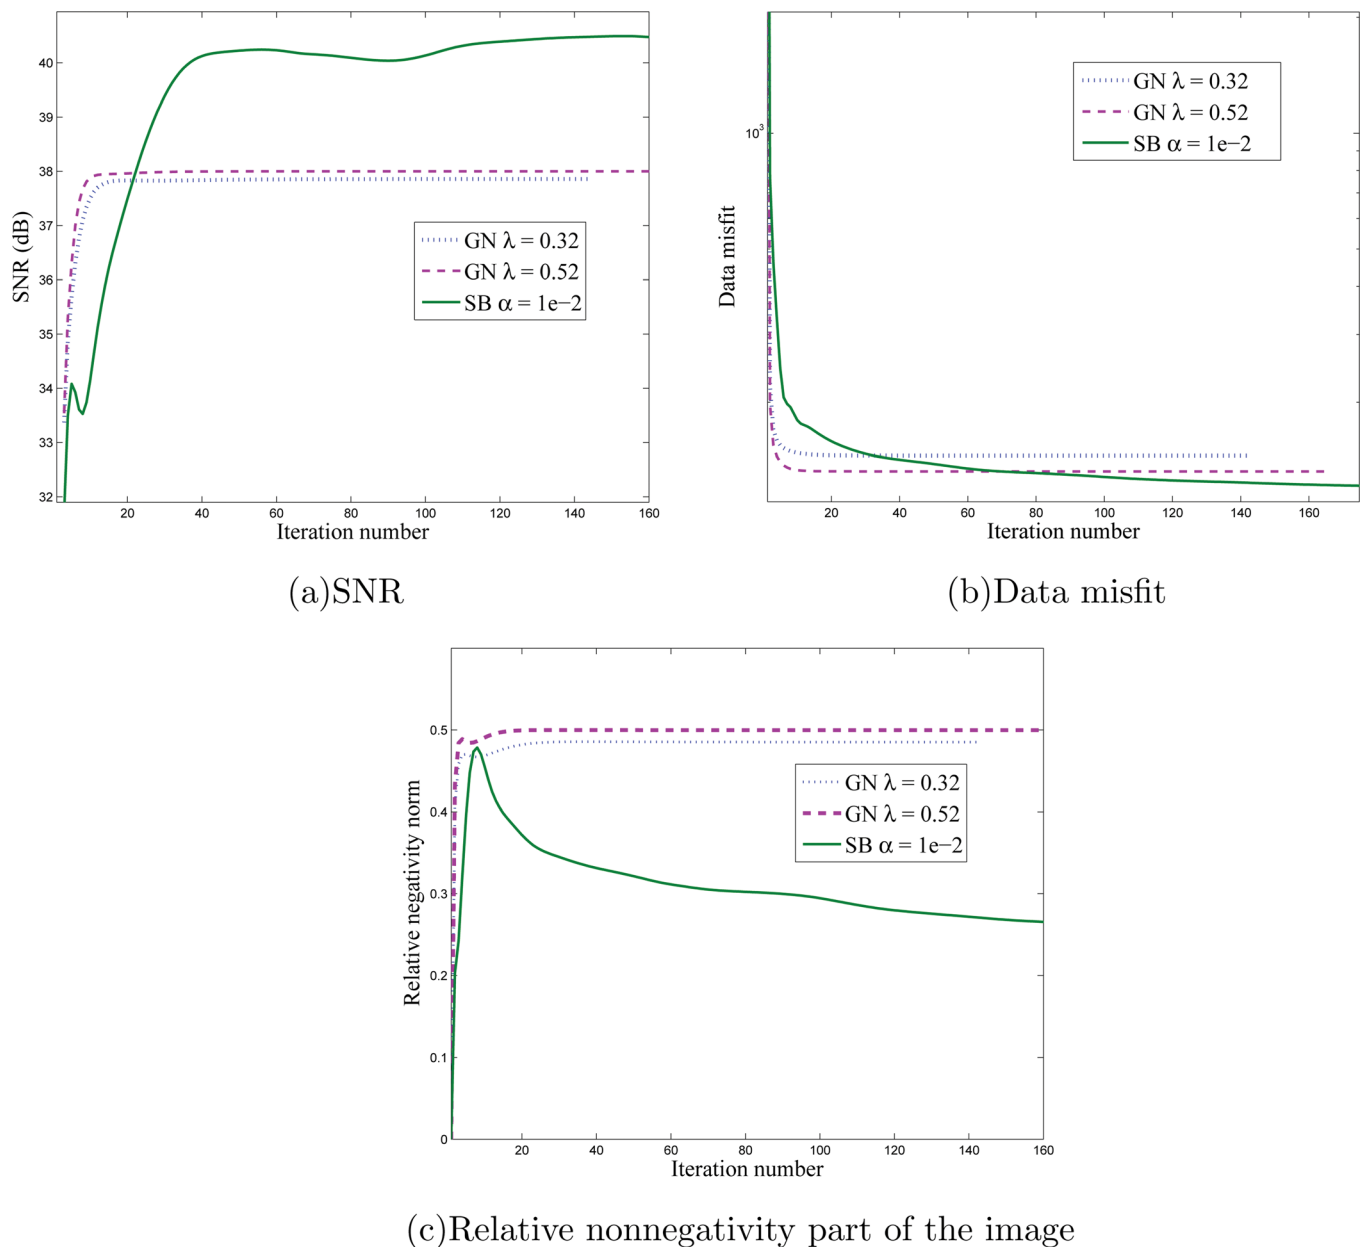 40
39
38
37
36
35
34
33
32
SNR (dB)
GN λ = 0.32
GN λ = 0.52
SB α = 1e−2
20 40 60 80 100 120 140 160
Iteration number
(a)SNR
10³
Data misfit
GN λ = 0.32
GN λ = 0.52
SB α = 1e−2
20 40 60 80 100 120 140 160
Iteration number
(b)Data misfit
0.5
0.4
0.3
0.2
0.1
0
Relative negativity norm
GN λ = 0.32
GN λ = 0.52
SB α = 1e−2
20 40 60 80 100 120 140 160
Iteration number
(c)Relative nonnegativity part of the image